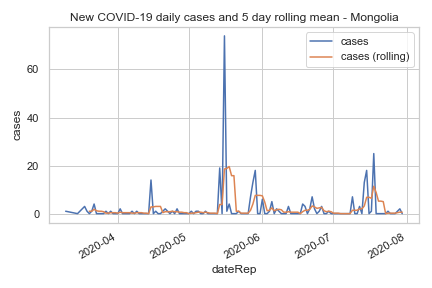 New COVID-19 daily cases and 5 day rolling mean - Mongolia
cases
cases (rolling)
60
40
20
0
cases
2020-04
2020-05
2020-06
2020-07
2020-08
dateRep